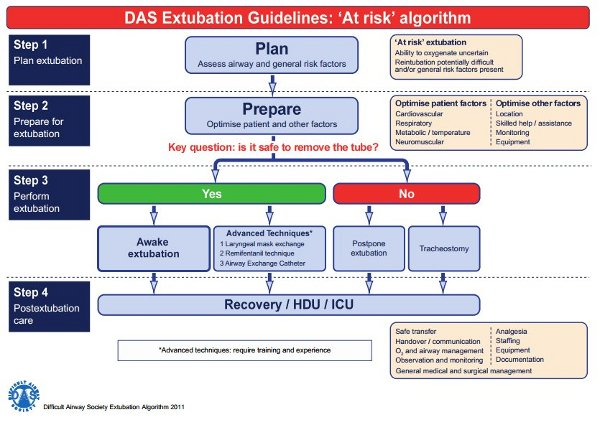 DAS Extubation Guidelines: 'At risk' algorithm
Step 1
Plan extubation
Plan
Assess airway and general risk factors
'At risk' extubation
Ability to oxygenate uncertain
Reintubation potentially difficult
and/or general risk factors present
Step 2
Prepare for
extubation
Prepare
Optimise patient and other factors
Key question: is it safe to remove the tube?
Optimise patient factors
Cardiovascular
Respiratory
Metabolic / temperature
Neuromuscular
Optimise other factors
Location
Skilled help / assistance
Monitoring
Equipment
Step 3
Perform
extubation
Yes
No
Awake
extubation
Advanced Techniques*
1 Laryngeal mask exchange
2 Remifentanil technique
3 Airway Exchange Catheter
Postpone
extubation
Tracheostomy
Step 4
Postextubation
care
Recovery / HDU / ICU
*Advanced techniques: require training and experience
Safe transfer
Handover / communication
O₂ and airway management
Observation and monitoring
General medical and surgical management
Analgesia
Staffing
Equipment
Documentation
DIFFICULT AIRWAY
DAS
SOCIETY
Difficult Airway Society Extubation Algorithm 2011